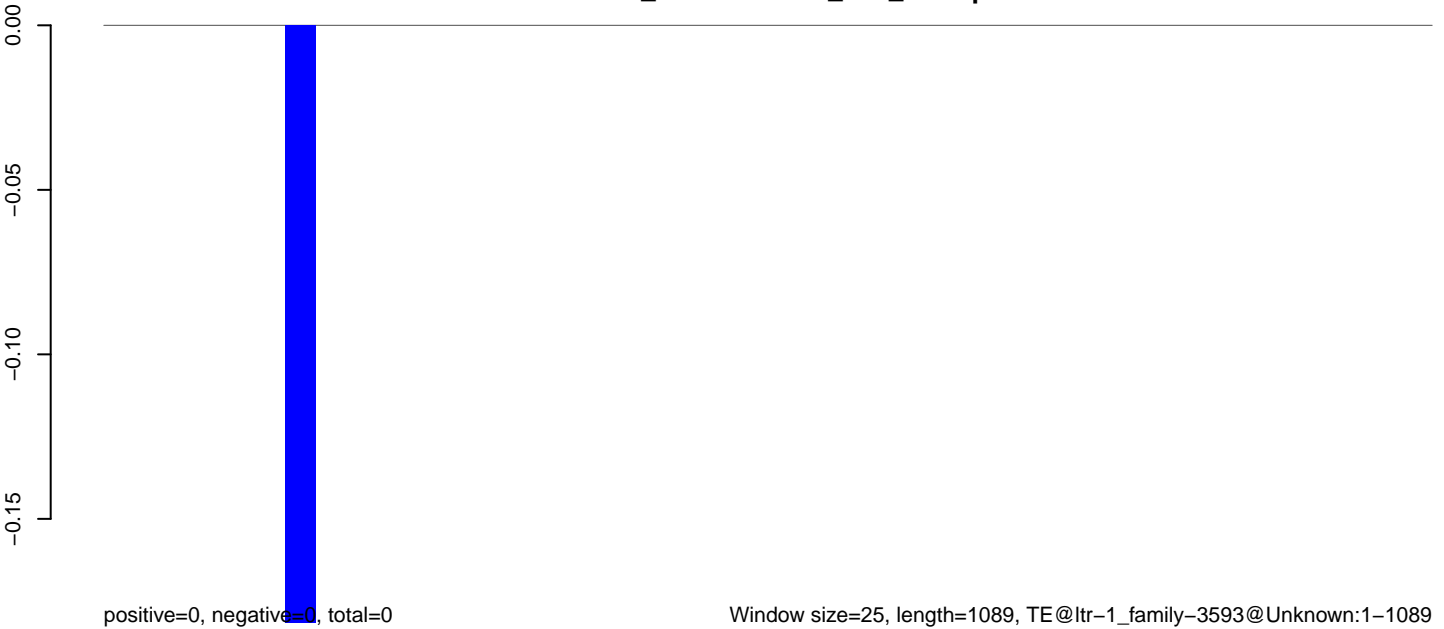 0.00
−0.05
−0.10
−0.15
positive=0, negative=0, total=0
Window size=25, length=1089, TE@ltr−1_family−3593@Unknown:1−1089